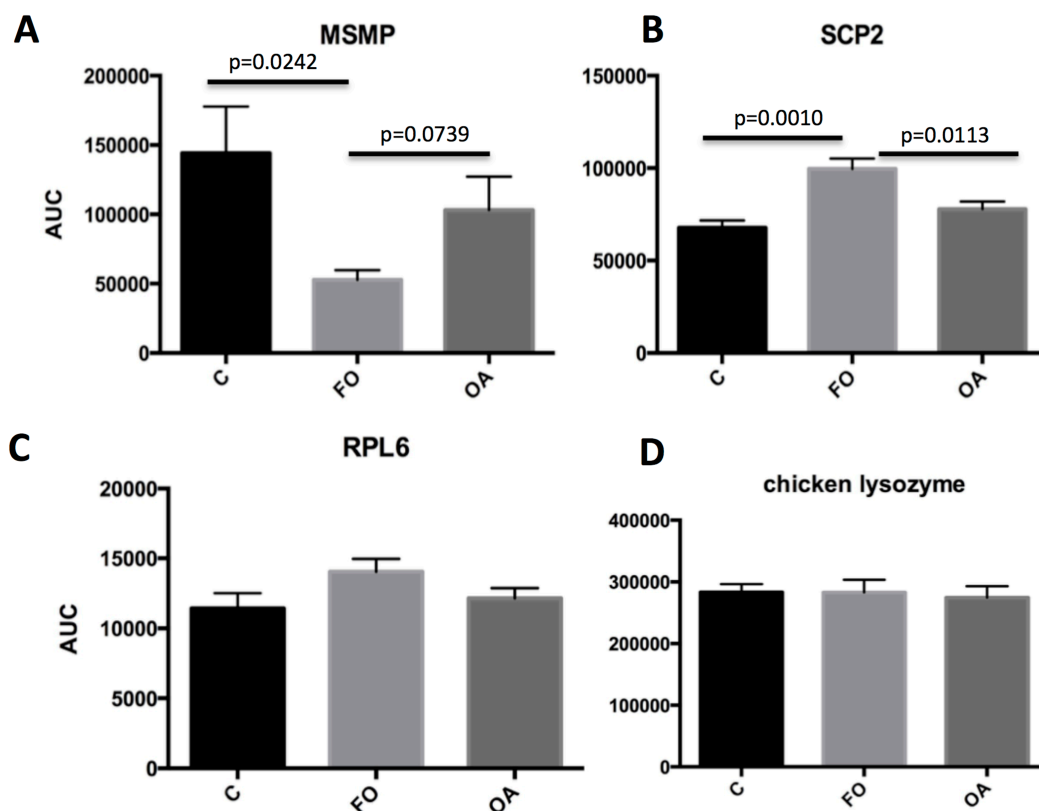 A
MSMP
p=0.0242
p=0.0739
200000
150000
100000
50000
0
AUC
C
FO
OA
B
SCP2
p=0.0010
p=0.0113
150000
100000
50000
0
C
FO
OA
C
RPL6
20000
15000
10000
5000
0
AUC
C
FO
OA
D
chicken lysozyme
400000
300000
200000
100000
0
C
FO
OA